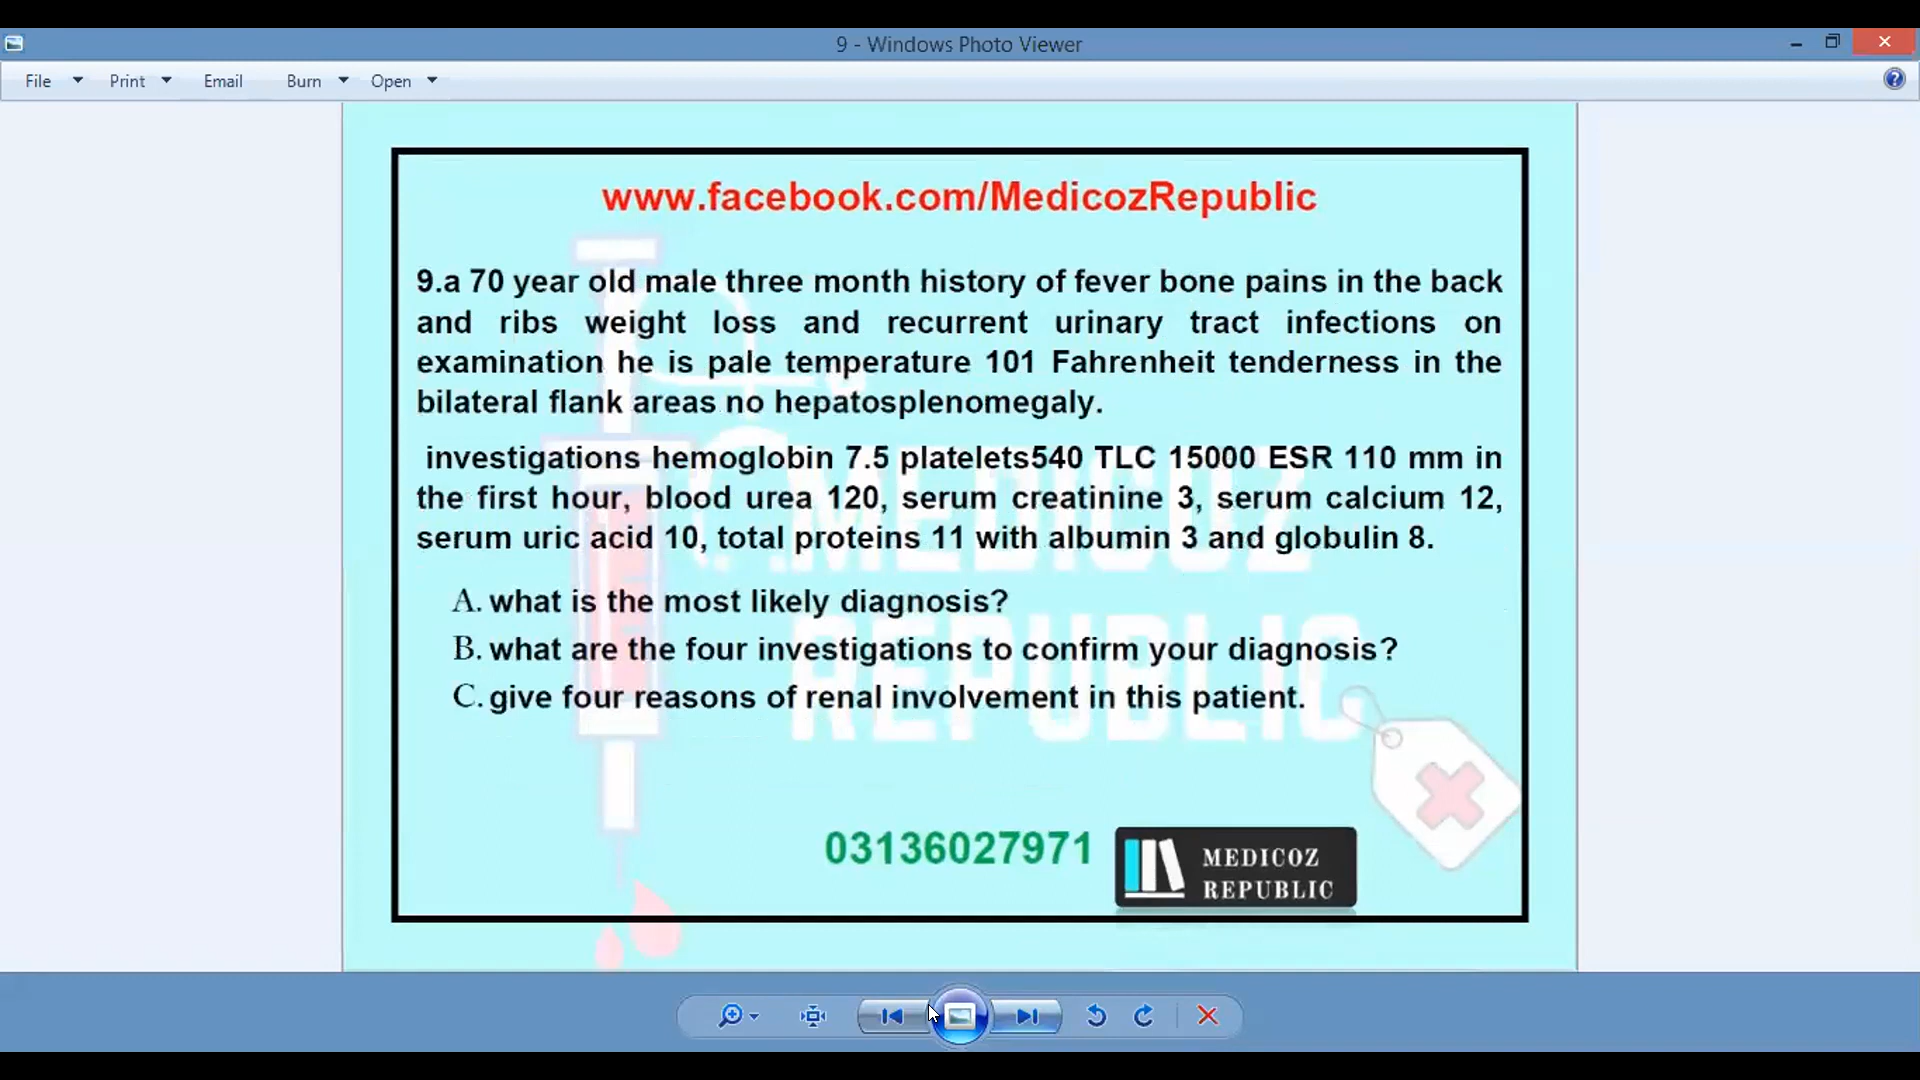 9 - Windows Photo Viewer
File Print Email Burn Open
www.facebook.com/MedicozRepublic
9.a 70 year old male three month history of fever bone pains in the back
and ribs weight loss and recurrent urinary tract infections on
examination he is pale temperature 101 Fahrenheit tenderness in the
bilateral flank areas no hepatosplenomegaly.
investigations hemoglobin 7.5 platelets540 TLC 15000 ESR 110 mm in
the first hour, blood urea 120, serum creatinine 3, serum calcium 12,
serum uric acid 10, total proteins 11 with albumin 3 and globulin 8.
A. what is the most likely diagnosis?
B. what are the four investigations to confirm your diagnosis?
C. give four reasons of renal involvement in this patient.
MEDICOZ
REPUBLIC
03136027971
MEDICOZ
REPUBLIC